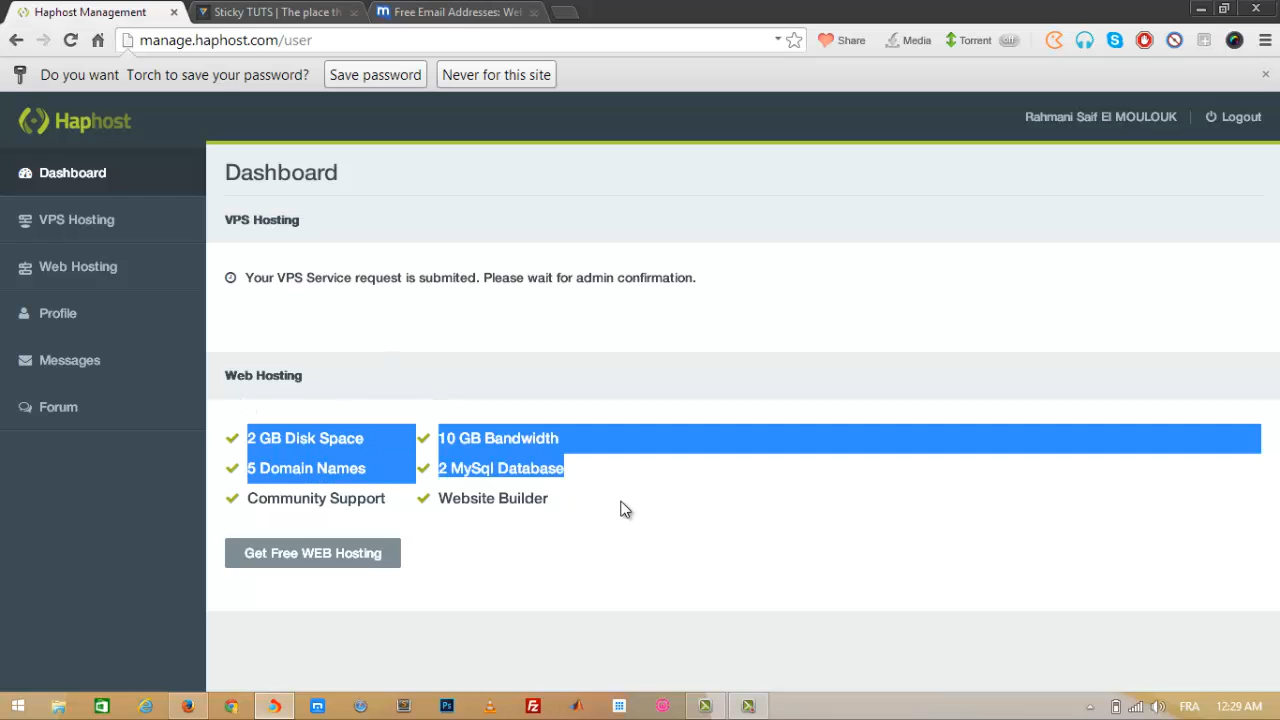 Haphost Management
Sticky TUTS | The place th
Free Email Addresses: Wel
manage.haphost.com/user
Share
Media
Torrent
Do you want Torch to save your password?
Save password
Never for this site
Haphost
Rahmani Saif El MOULOUK
Logout
Dashboard
VPS Hosting
Web Hosting
Profile
Messages
Forum
Dashboard
VPS Hosting
Your VPS Service request is submited. Please wait for admin confirmation.
Web Hosting
2 GB Disk Space
10 GB Bandwidth
5 Domain Names
2 MySql Database
Community Support
Website Builder
Get Free WEB Hosting
FRA
12:29 AM